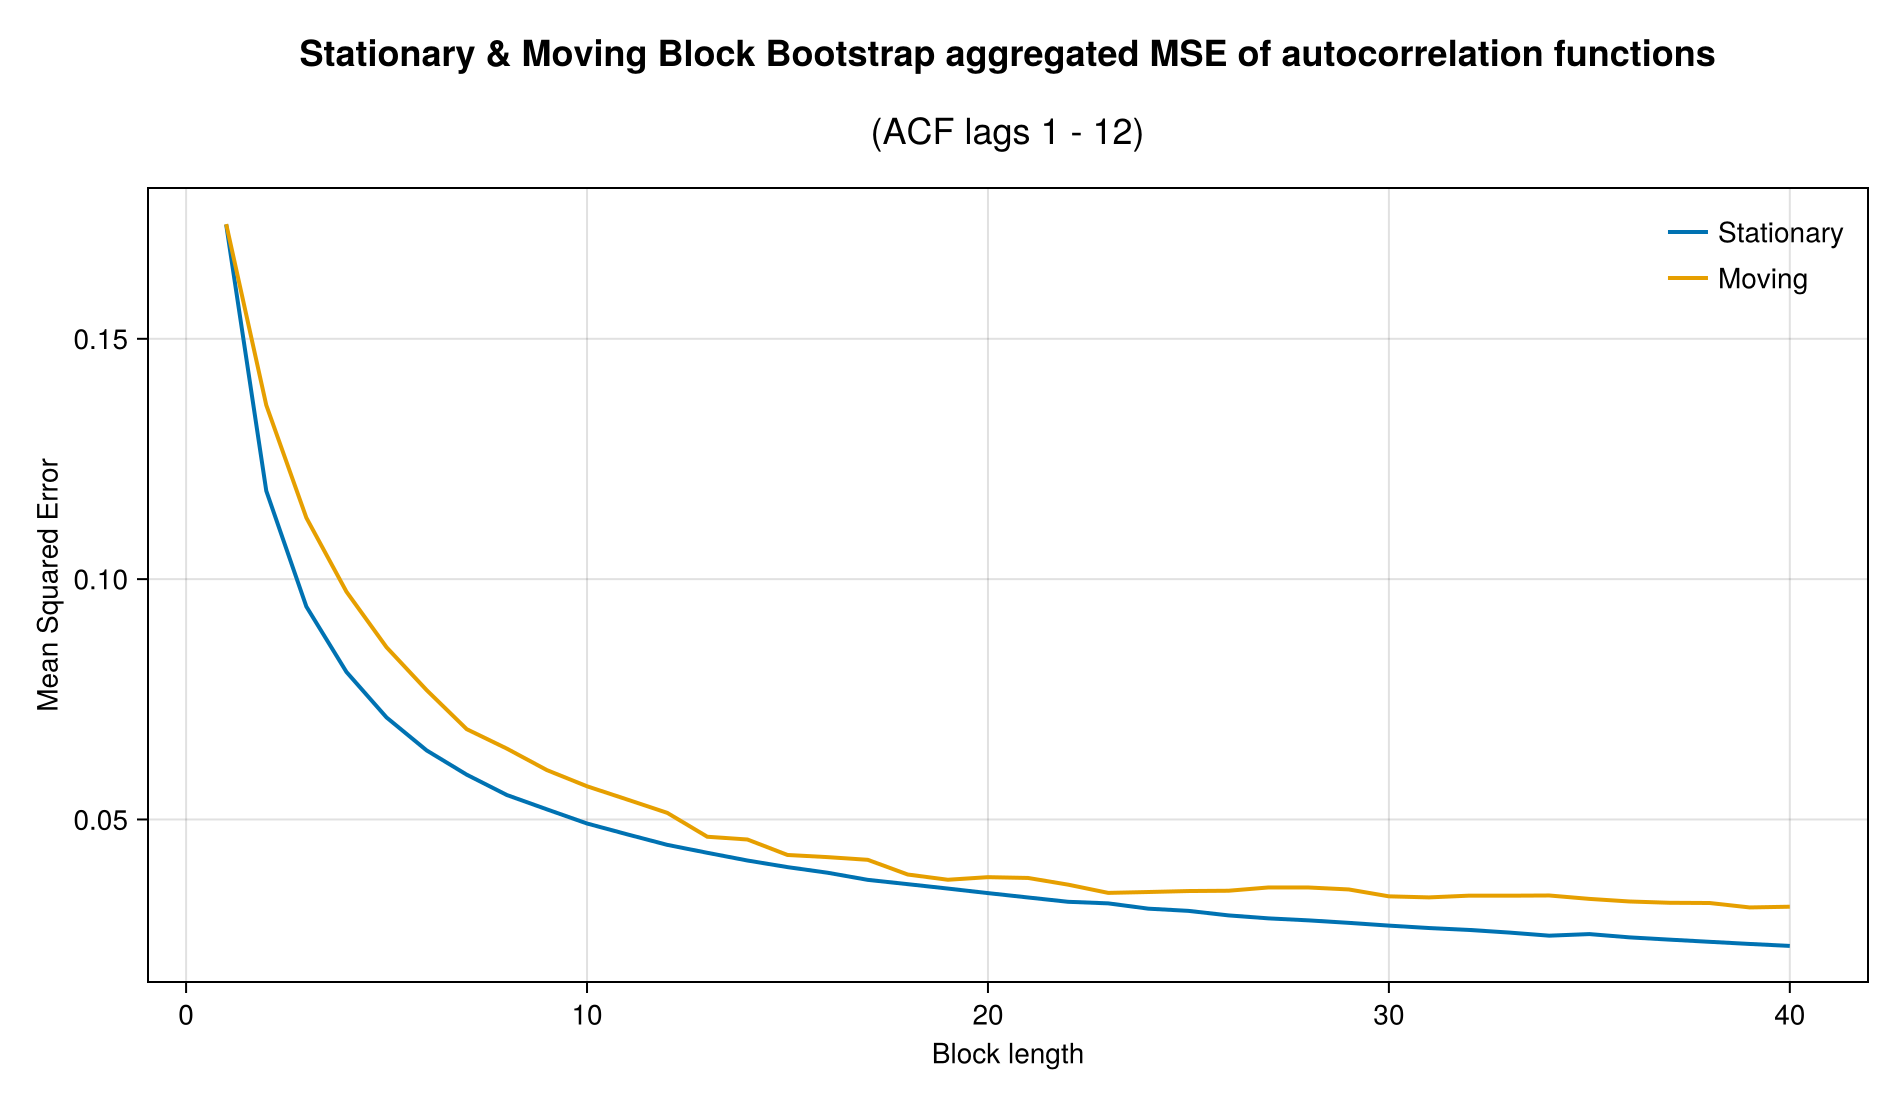 Stationary & Moving Block Bootstrap aggregated MSE of autocorrelation functions
(ACF lags 1 - 12)
Stationary
Moving
Mean Squared Error
0.15
0.10
0.05
0 10 20 30 40
Block length